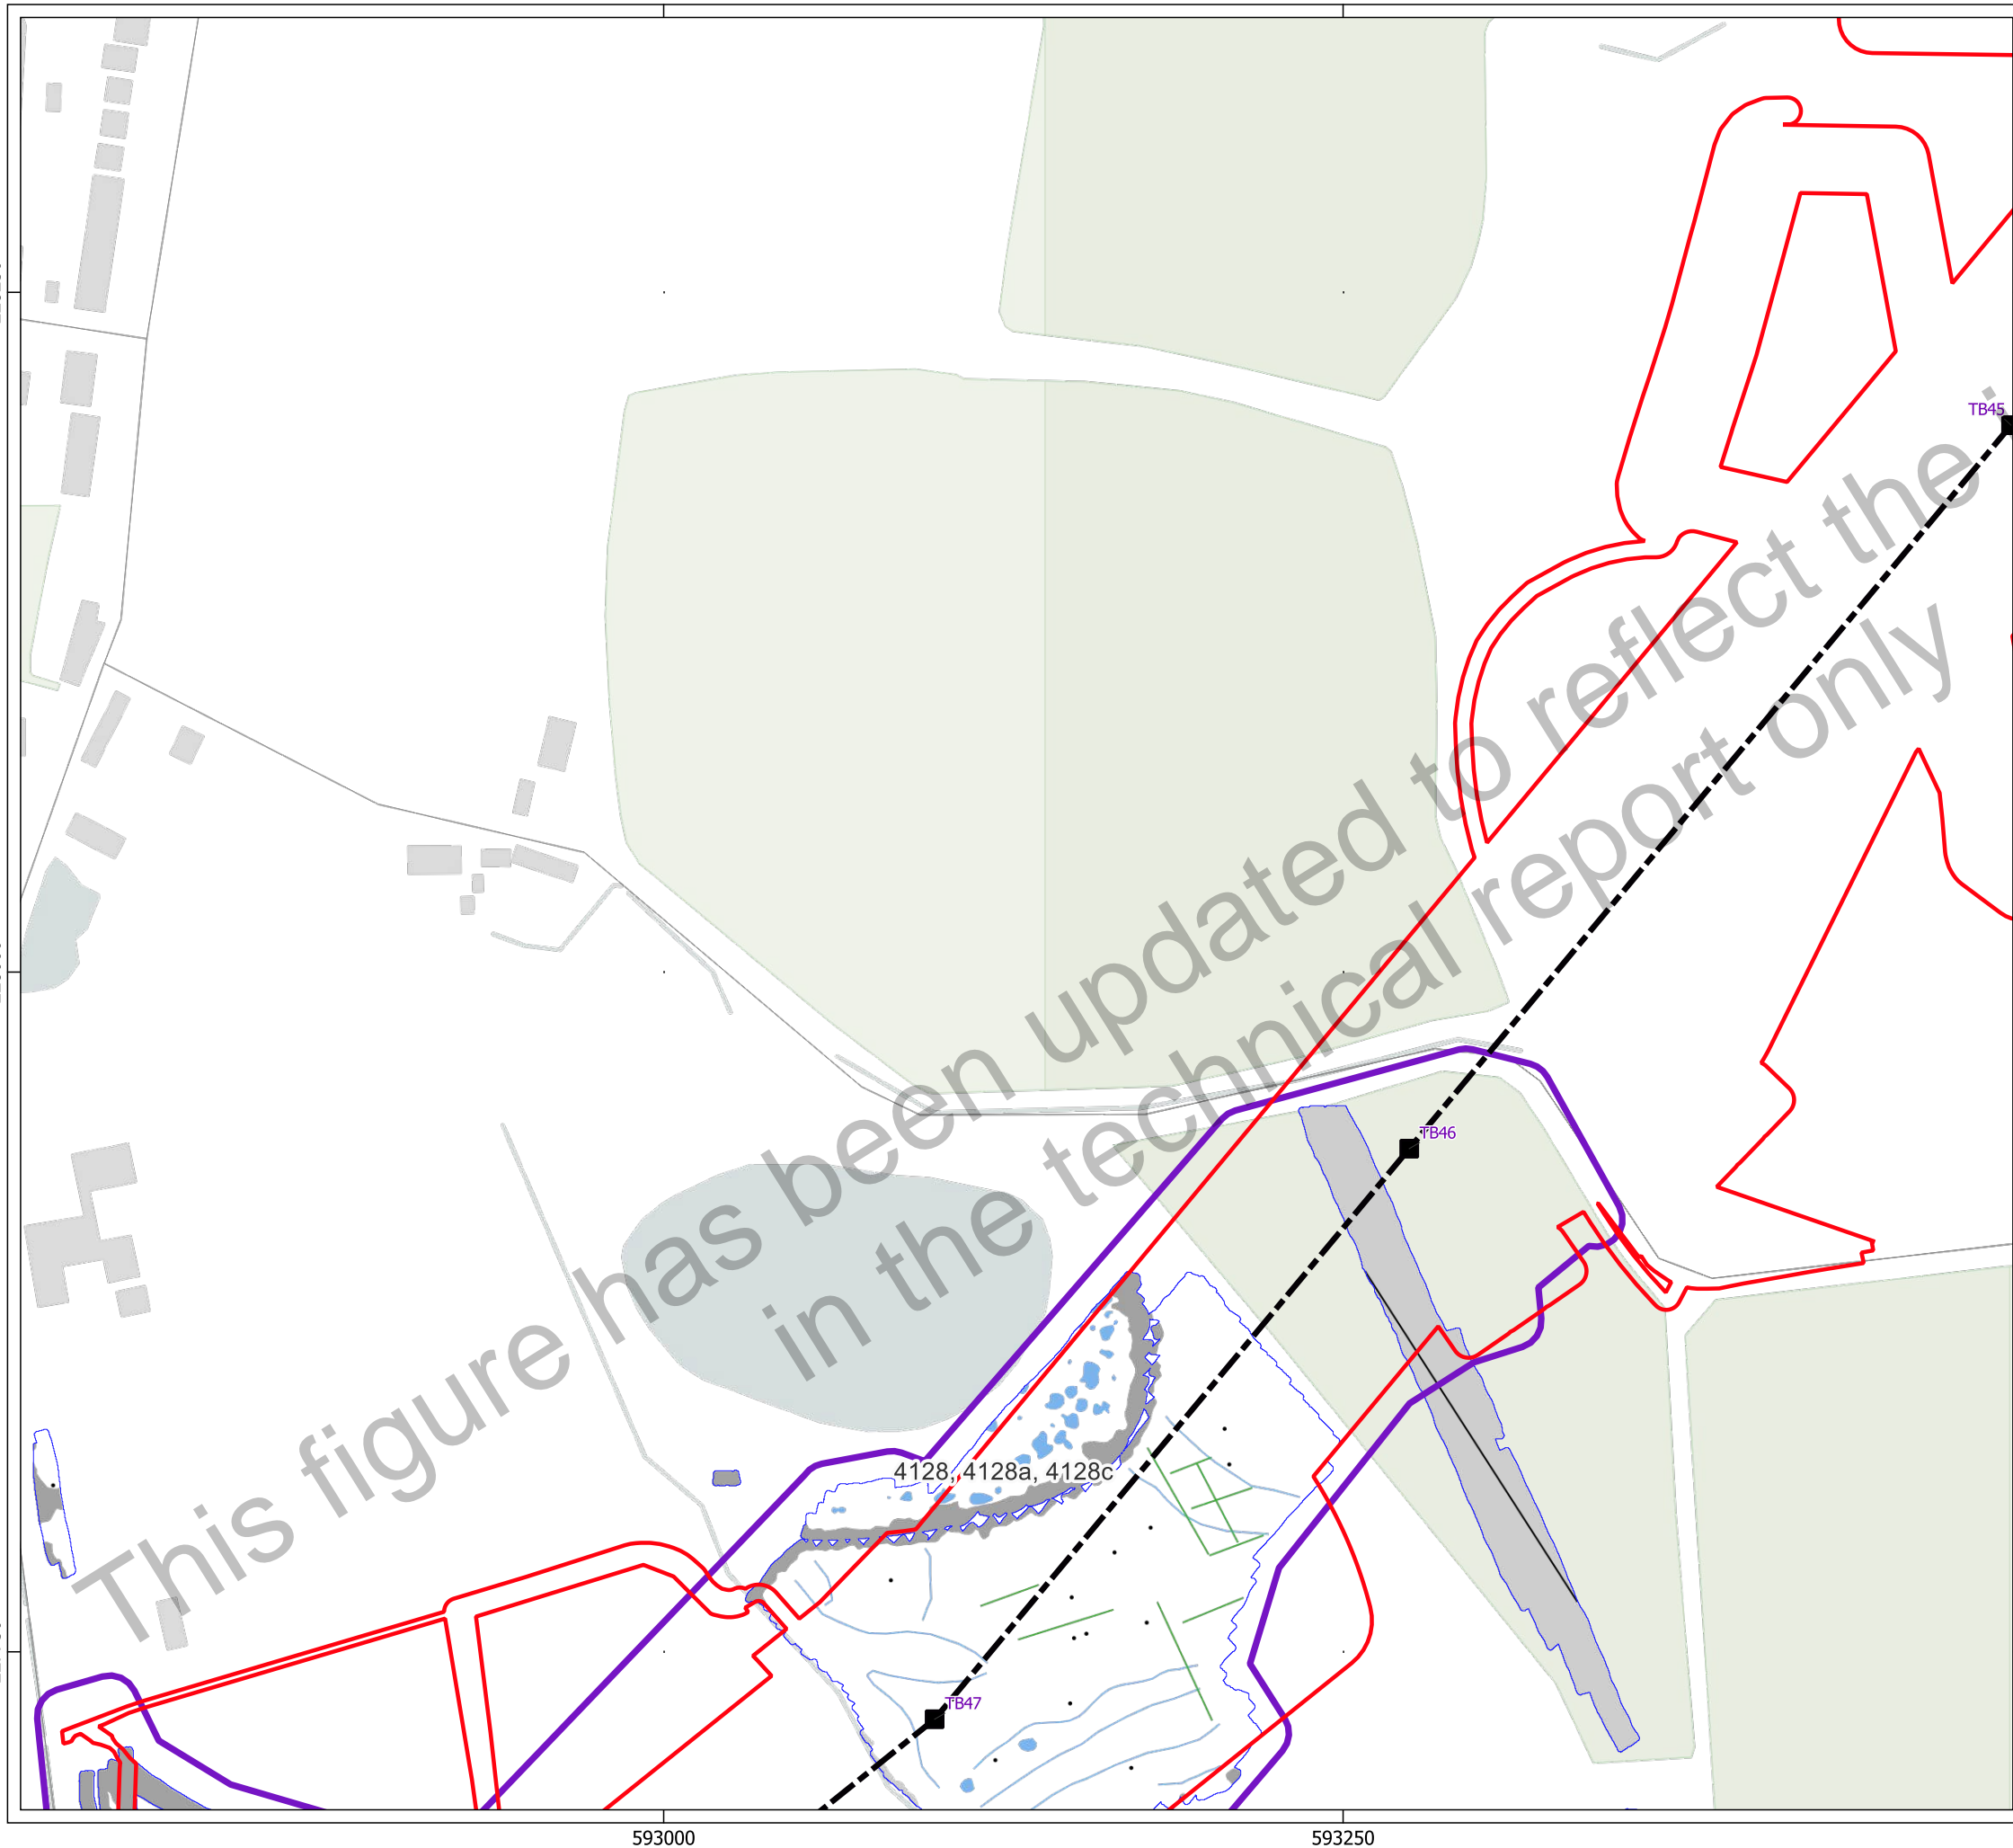 TB45
This figure has been updated to reflect the
in the technical report only
TB46
4128, 4128a, 4128c
TB47
593000
593250